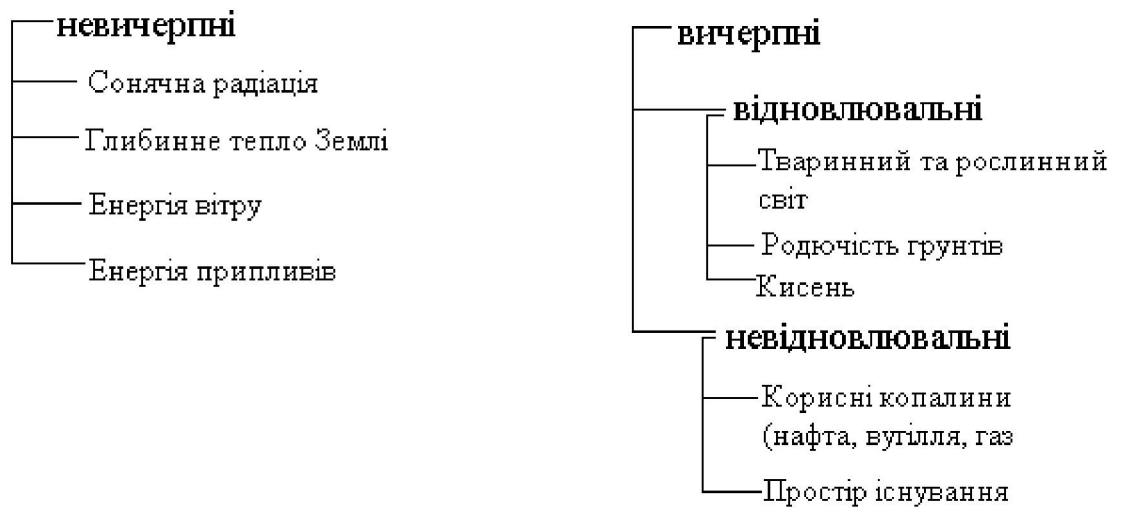 невичерпні
Сонячна радіація
Глибинне тепло Землі
Енергія вітру
Енергія припливів
вичерпні
відновлювальні
Тваринний та рослинний
світ
Родючість грунтів
Кисень
невідновлювальні
Корисні копалини
(нафта, вугілля, газ
Простір існування